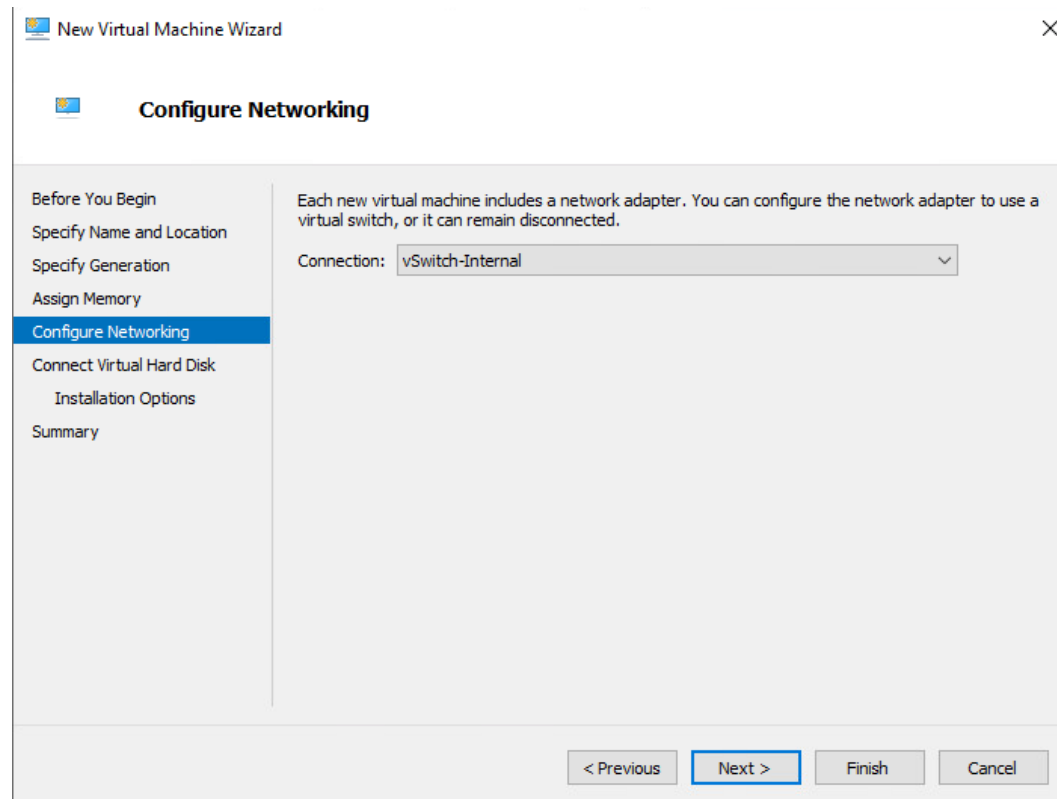 New Virtual Machine Wizard
Configure Networking
Before You Begin
Specify Name and Location
Specify Generation
Assign Memory
Configure Networking
Connect Virtual Hard Disk
Installation Options
Summary
Each new virtual machine includes a network adapter. You can configure the network adapter to use a
virtual switch, or it can remain disconnected.
Connection: vSwitch-Internal
< Previous Next > Finish Cancel